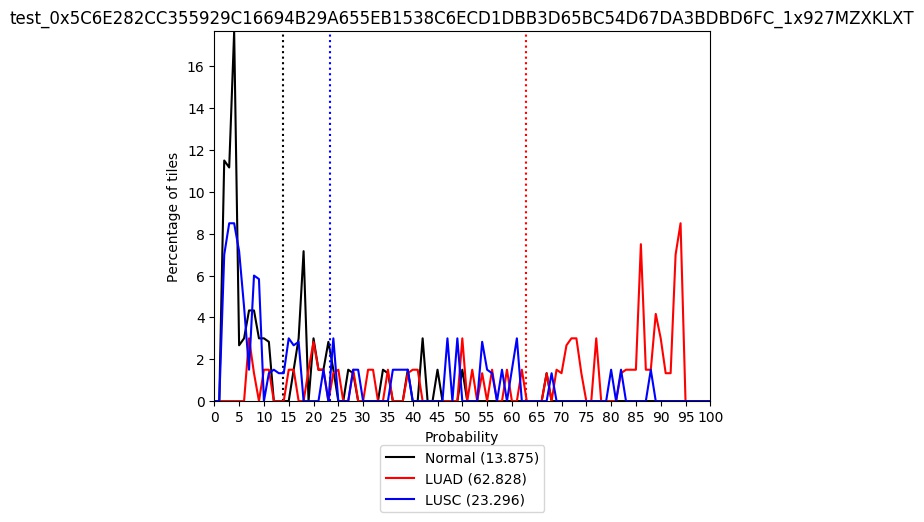 test_0x5C6E282CC355929C16694B29A655EB1538C6ECD1DBB3D65BC54D67DA3BDBD6FC_1x927MZXKLXT
16
14
12
10
8
6
4
2
0
Percentage of tiles
0 5 10 15 20 25 30 35 40 45 50 55 60 65 70 75 80 85 90 95 100
Probability
Normal (13.875)
LUAD (62.828)
LUSC (23.296)